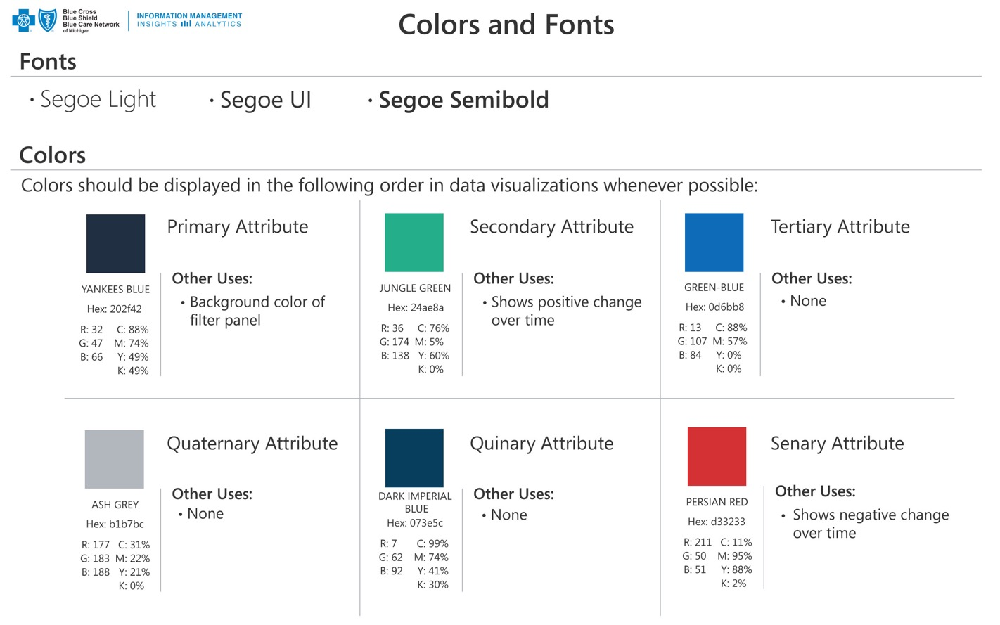 Blue Cross
Blue Shield
Blue Care Network
of Michigan
INFORMATION MANAGEMENT
INSIGHTS ANALYTICS
Colors and Fonts
Fonts
• Segoe Light
• Segoe UI
• Segoe Semibold
Colors
Colors should be displayed in the following order in data visualizations whenever possible:
Primary Attribute
YANKEES BLUE
Hex: 202f42
R: 32 C: 88%
G: 47 M: 74%
B: 66 Y: 49%
K: 49%
Other Uses:
• Background color of
filter panel
Secondary Attribute
JUNGLE GREEN
Hex: 24ae8a
R: 36 C: 76%
G: 174 M: 5%
B: 138 Y: 60%
K: 0%
Other Uses:
• Shows positive change
over time
Tertiary Attribute
GREEN-BLUE
Hex: 0d6bb8
R: 13 C: 88%
G: 107 M: 57%
B: 84 Y: 0%
K: 0%
Other Uses:
• None
Quaternary Attribute
ASH GREY
Hex: b1b7bc
R: 177 C: 31%
G: 183 M: 22%
B: 188 Y: 21%
K: 0%
Other Uses:
• None
Quinary Attribute
DARK IMPERIAL
BLUE
Hex: 073e5c
R: 7 C: 99%
G: 62 M: 74%
B: 92 Y: 41%
K: 30%
Other Uses:
• None
Senary Attribute
PERSIAN RED
Hex: d33233
R: 211 C: 11%
G: 50 M: 95%
B: 51 Y: 88%
K: 2%
Other Uses:
• Shows negative change
over time